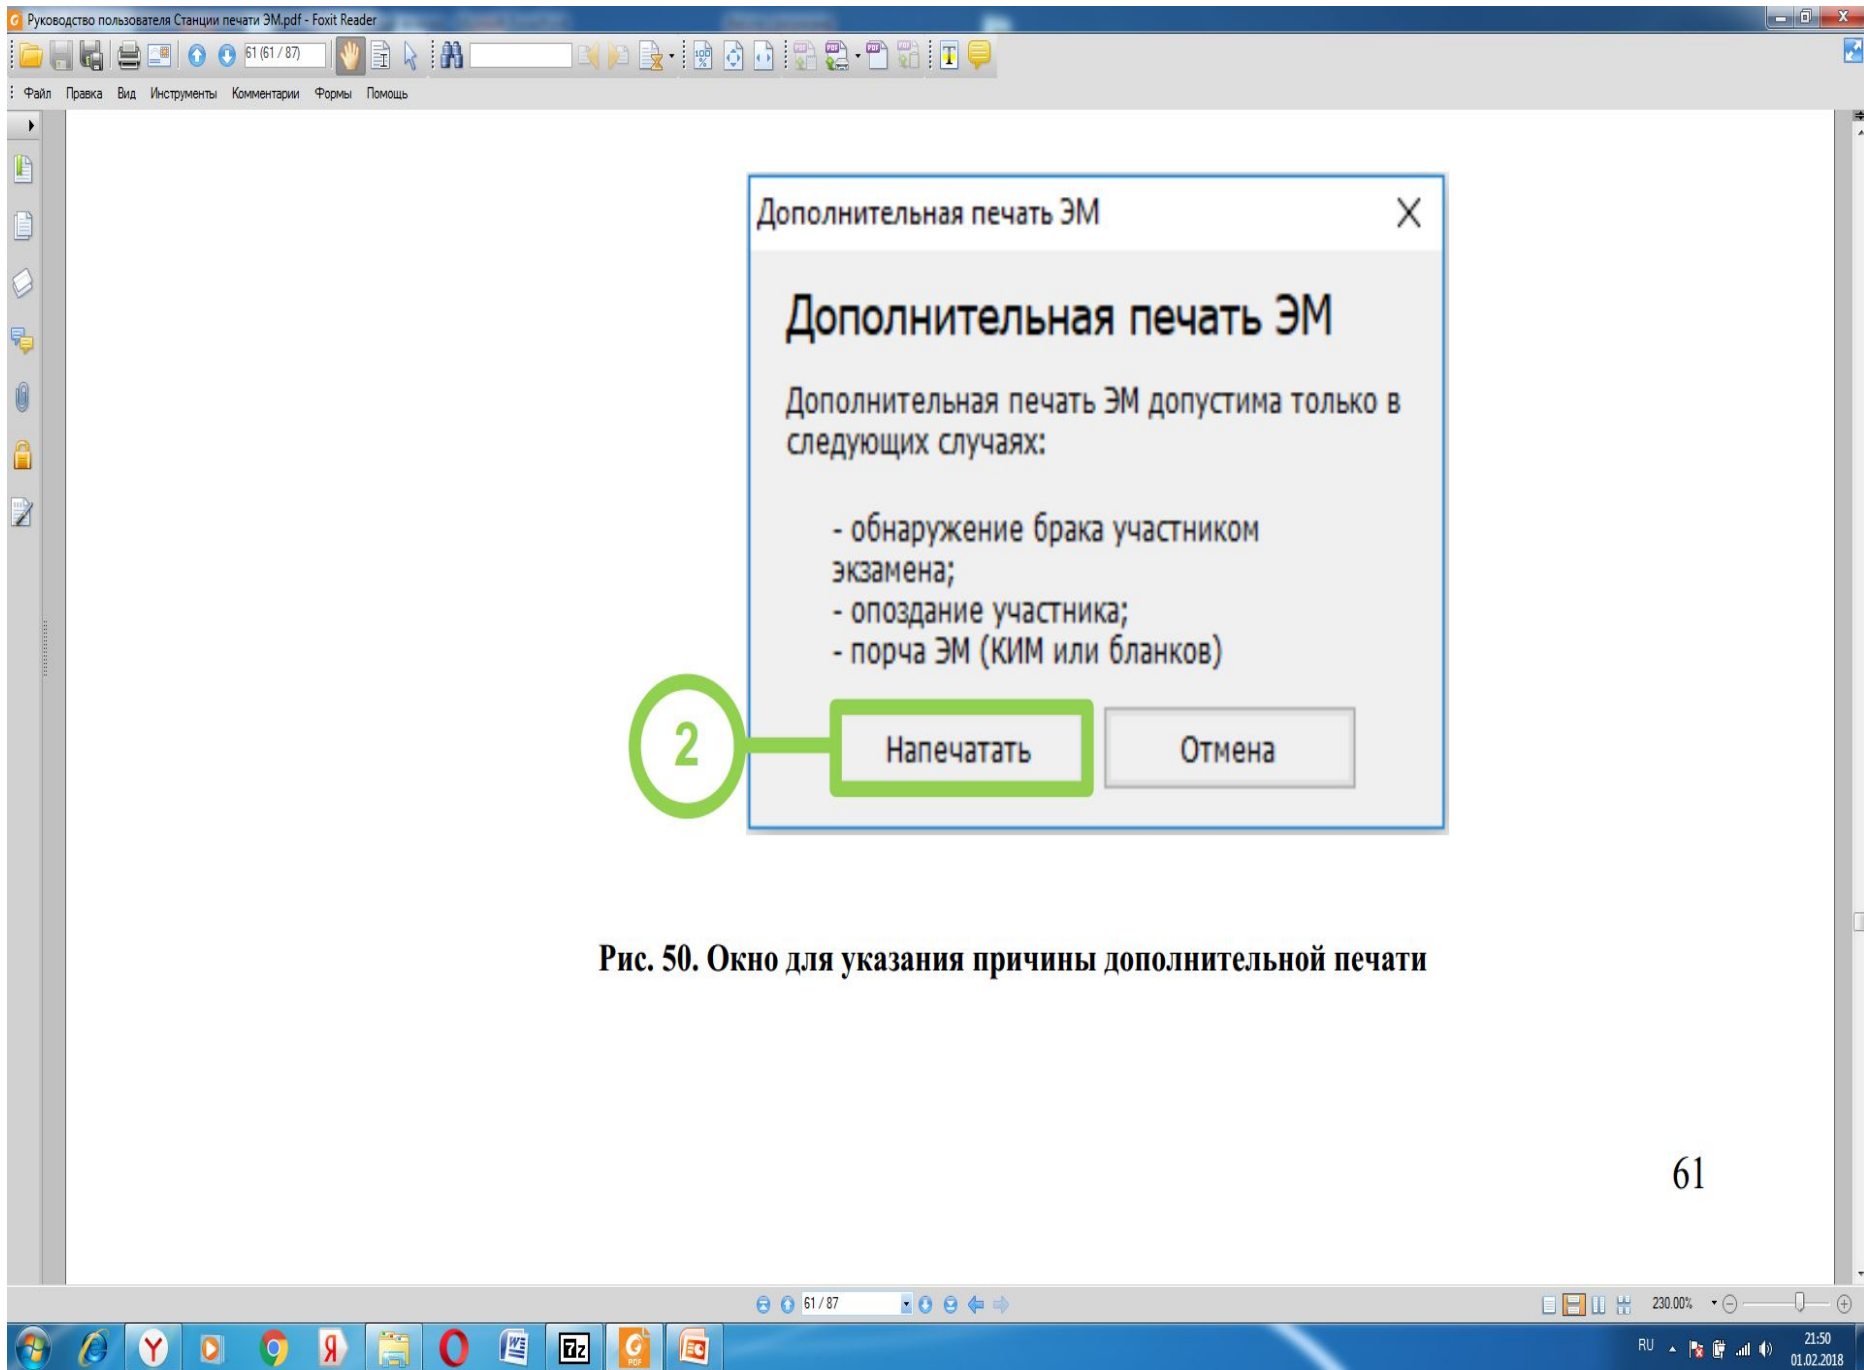 Руководство пользователя Станции печати ЭМ.pdf - Foxit Reader
61 (61 / 87)
Файл Правка Вид Инструменты Комментарии Формы Помощь
Дополнительная печать ЭМ
Дополнительная печать ЭМ
Дополнительная печать ЭМ допустима только в
следующих случаях:
- обнаружение брака участником
экзамена;
- опоздание участника;
- порча ЭМ (КИМ или бланков)
2
Напечатать
Отмена
Рис. 50. Окно для указания причины дополнительной печати
61
61 / 87
230.00%
RU
21:50
01.02.2018